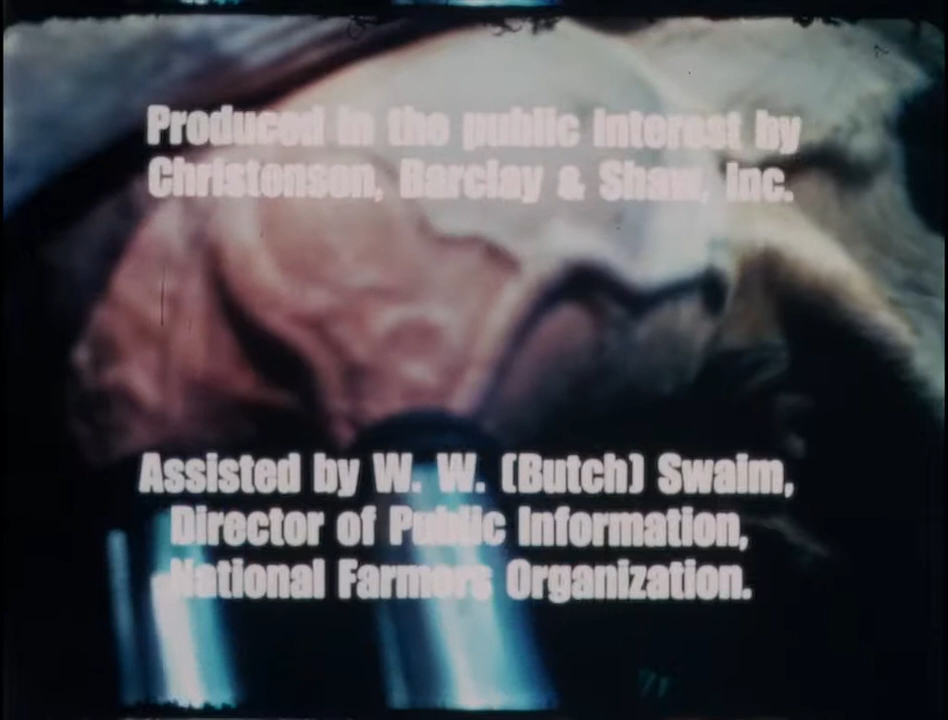 Produced in the public interest by
Christensen, Barclay & Shaw, Inc.
Assisted by W. W. (Butch) Swaim,
Director of Public Information,
National Farmers Organization.